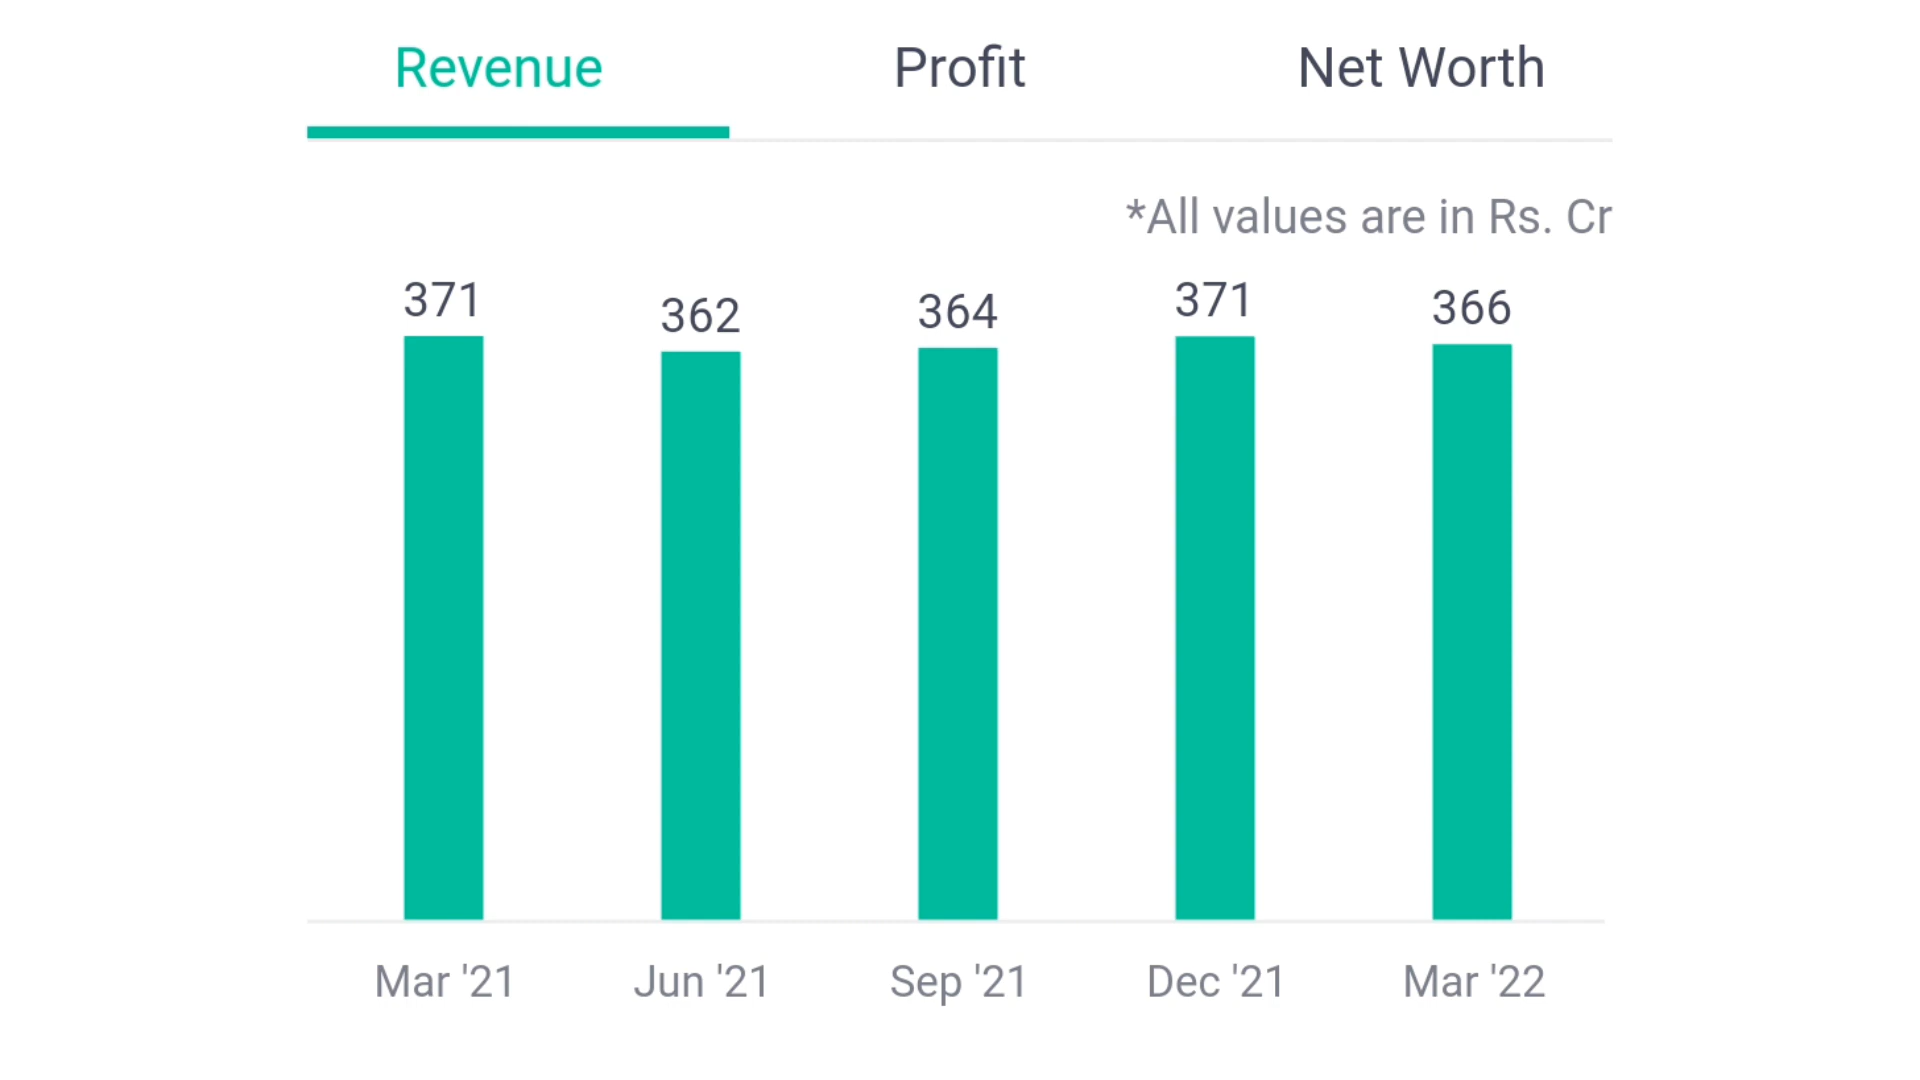 Revenue Profit Net Worth
*All values are in Rs. Cr
371 362 364 371 366
Mar '21 Jun '21 Sep '21 Dec '21 Mar '22